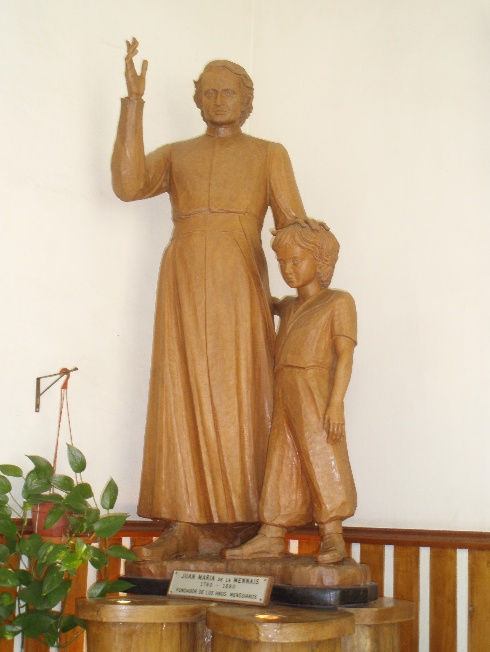 JUAN MARIA de la MENNAIS
1780 - 1860
FUNDADOR DE LOS HNOS. MENESIANOS